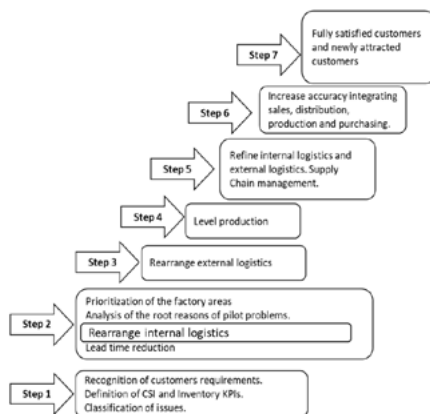 Step 7
Fully satisfied customers
and newly attracted
customers
Step 6
Increase accuracy integrating
sales, distribution,
production and purchasing.
Step 5
Refine internal logistics and
external logistics. Supply
Chain management.
Step 4
Level production
Step 3
Rearrange external logistics
Step 2
Prioritization of the factory areas
Analysis of the root reasons of pilot problems.
Rearrange internal logistics
Lead time reduction
Step 1
Recognition of customers requirements.
Definition of CSI and Inventory KPIs.
Classification of issues.